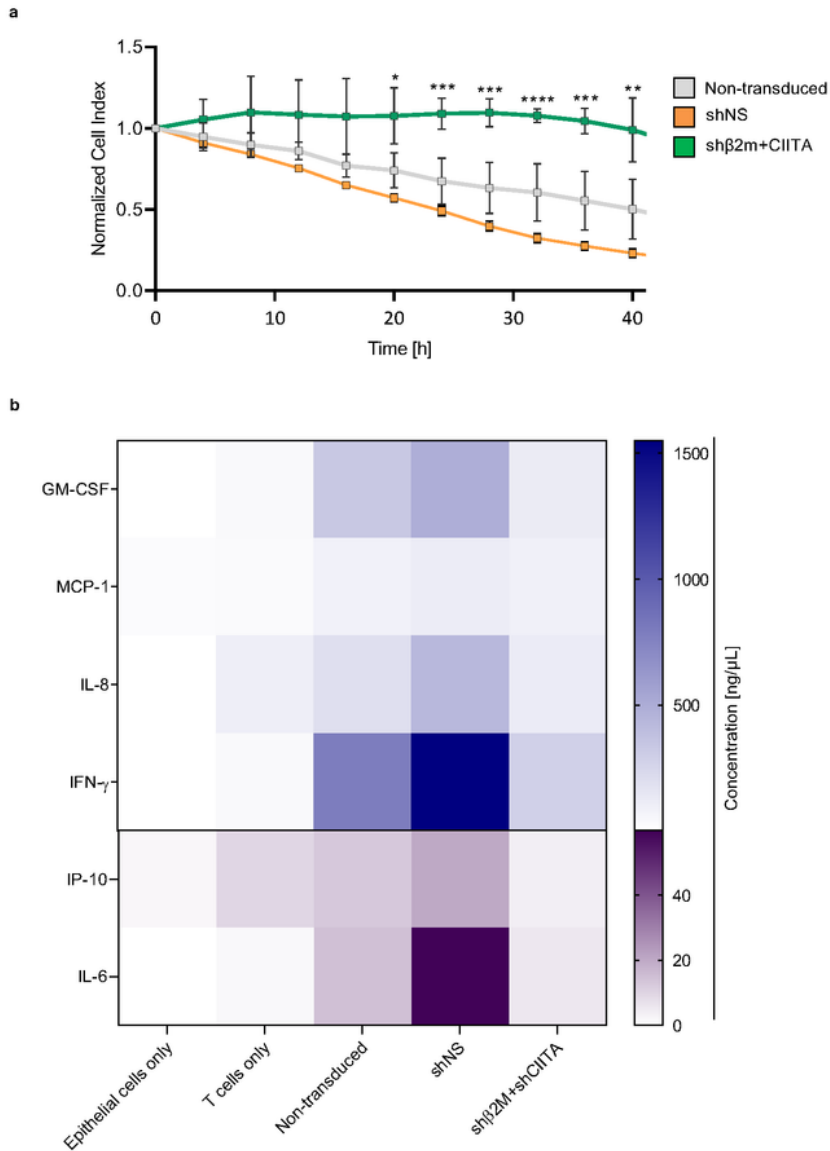 a
1.5
1.0
0.5
0.0
Normalized Cell Index
* *** *** **** *** **
0 10 20 30 40
Time [h]
Non-transduced
shNS
shβ2m+CIITA
b
GM-CSF
MCP-1
IL-8
IFN-γ
IP-10
IL-6
Epithelial cells only
T cells only
Non-transduced
shNS
shβ2M+shCIITA
1500
1000
500
40
20
0
Concentration [ng/µL]